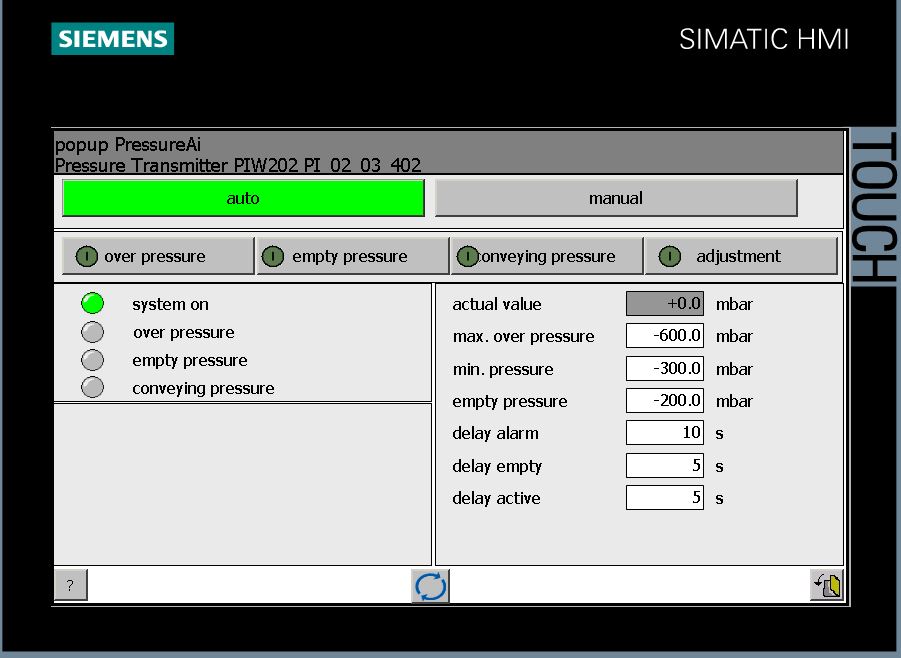 SIEMENS
SIMATIC HMI
TOUCH
popup PressureAi
Pressure Transmitter PIW202 PI_02_03_402
auto manual
over pressure empty pressure conveying pressure adjustment
system on
over pressure
empty pressure
conveying pressure
actual value +0.0 mbar
max. over pressure -600.0 mbar
min. pressure -300.0 mbar
empty pressure -200.0 mbar
delay alarm 10 s
delay empty 5 s
delay active 5 s
?